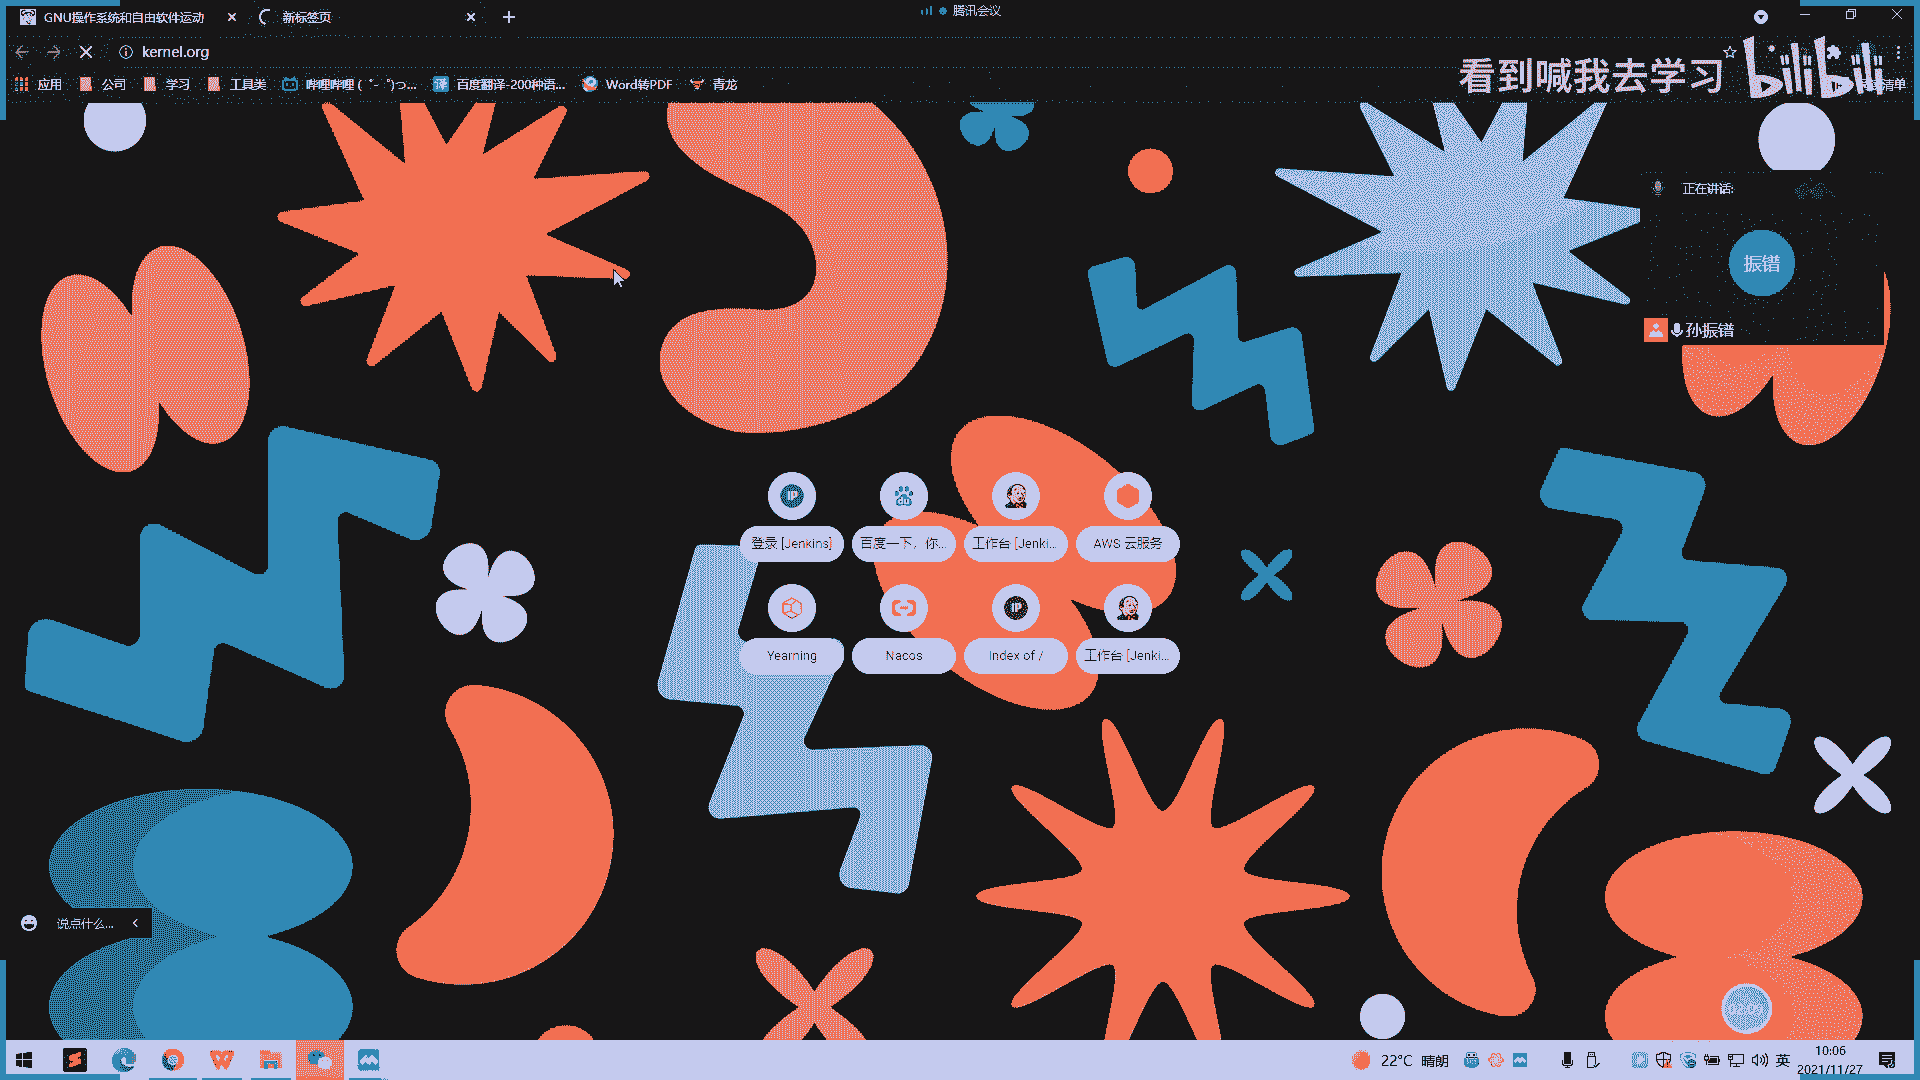 GNU操作系统和自由软件运动
新标签页
腾讯会议
kernel.org
应用
公司
学习
工具类
哔哩哔哩 ( ゜- ゜)つ...
百度翻译-200种语...
Word转PDF
青龙
看到喊我去学习
bilibili
清单
正在讲话:
振锴
孙振锴
登录 [Jenkins]
百度一下，你...
工作台 [Jenki...
AWS 云服务
Yearning
Nacos
Index of /
工作台 [Jenki...
说点什么...
22°C 晴朗
英
10:06
2021/11/27